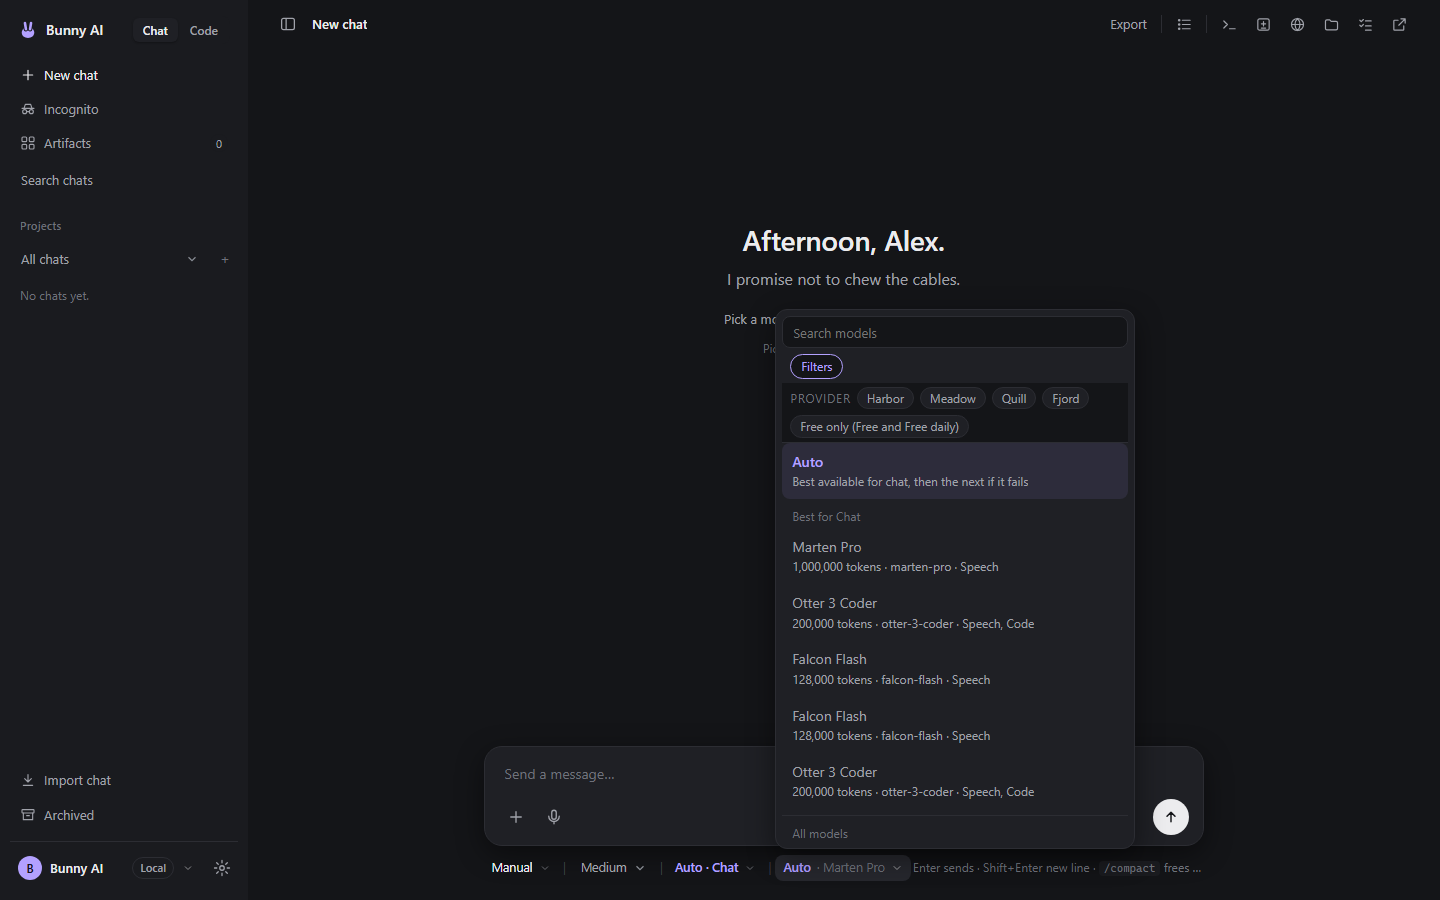 Bunny AI
Chat
Code
New chat
Incognito
Artifacts
0
Search chats
Projects
All chats
+
No chats yet.
Import chat
Archived
B
Bunny AI
Local
New chat
Export
Afternoon, Alex.
I promise not to chew the cables.
Pick a
Search models
Filters
PROVIDER
Harbor
Meadow
Quill
Fjord
Free only (Free and Free daily)
Auto
Best available for chat, then the next if it fails
Best for Chat
Marten Pro
1,000,000 tokens · marten-pro · Speech
Otter 3 Coder
200,000 tokens · otter-3-coder · Speech, Code
Falcon Flash
128,000 tokens · falcon-flash · Speech
Falcon Flash
128,000 tokens · falcon-flash · Speech
Otter 3 Coder
200,000 tokens · otter-3-coder · Speech, Code
All models
Send a message...
Manual
Medium
Auto · Chat
Auto · Marten Pro
Enter sends · Shift+Enter new line · /compact frees ...